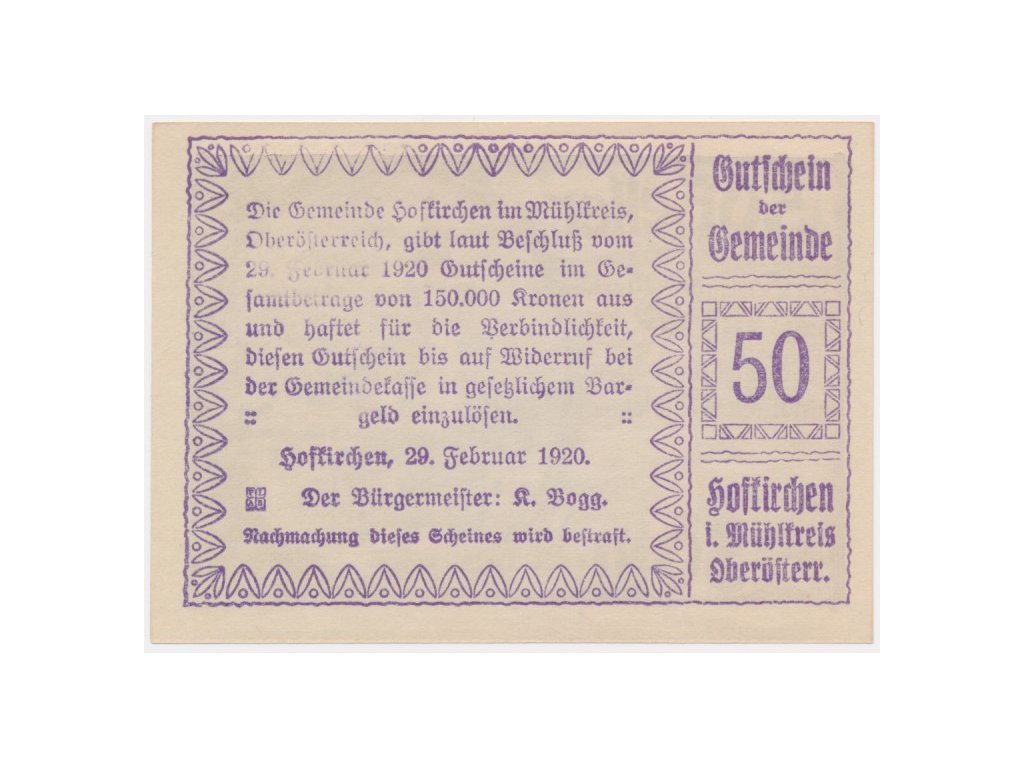 Die Gemeinde Hofkirchen im Mühlkreis,
Oberösterreich, gibt laut Beschluß vom
29. Februar 1920 Gutscheine im Ge-
samtbetrage von 150.000 Kronen aus
und haftet für die Verbindlichkeit,
diesen Gutschein bis auf Widerruf bei
der Gemeindekasse in gesetzlichem Bar-
:: geld einzulösen. ::
Hofkirchen, 29. Februar 1920.
Der Bürgermeister: K. Bogg.
Nachmachung dieses Scheines wird bestraft.
Gutschein
der
Gemeinde
50
Hofkirchen
i. Mühlkreis
Oberösterr.